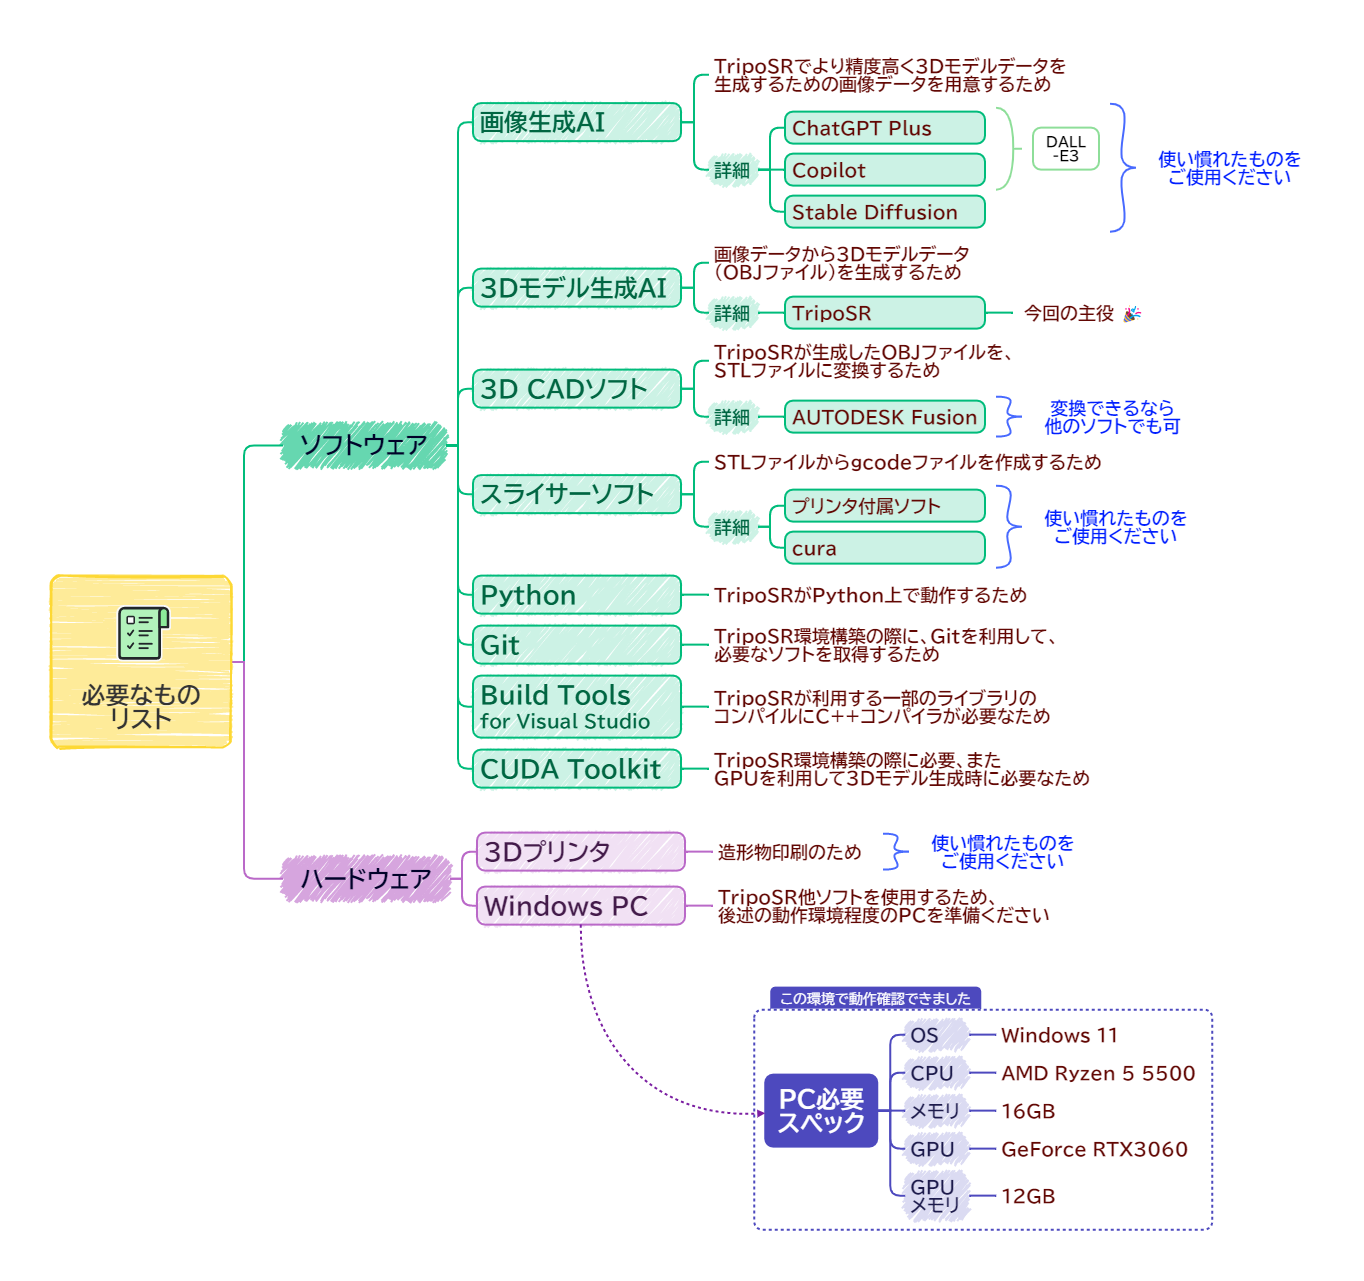 必要なもの
リスト
ソフトウェア
画像生成AI
TripoSRでより精度高く3Dモデルデータを
生成するための画像データを用意するため
詳細
ChatGPT Plus
Copilot
Stable Diffusion
DALL
-E3
使い慣れたものを
ご使用ください
3Dモデル生成AI
画像データから3Dモデルデータ
（OBJファイル）を生成するため
詳細
TripoSR
今回の主役 🎉
3D CADソフト
TripoSRが生成したOBJファイルを、
STLファイルに変換するため
詳細
AUTODESK Fusion
変換できるなら
他のソフトでも可
スライサーソフト
STLファイルからgcodeファイルを作成するため
詳細
プリンタ付属ソフト
cura
使い慣れたものを
ご使用ください
Python
TripoSRがPython上で動作するため
Git
TripoSR環境構築の際に、Gitを利用して、
必要なソフトを取得するため
Build Tools
for Visual Studio
TripoSRが利用する一部のライブラリの
コンパイルにC++コンパイラが必要なため
CUDA Toolkit
TripoSR環境構築の際に必要、また
GPUを利用して3Dモデル生成時に必要なため
ハードウェア
3Dプリンタ
造形物印刷のため
使い慣れたものを
ご使用ください
Windows PC
TripoSR他ソフトを使用するため、
後述の動作環境程度のPCを準備ください
この環境で動作確認できました
PC必要
スペック
OS
Windows 11
CPU
AMD Ryzen 5 5500
メモリ
16GB
GPU
GeForce RTX3060
GPU
メモリ
12GB